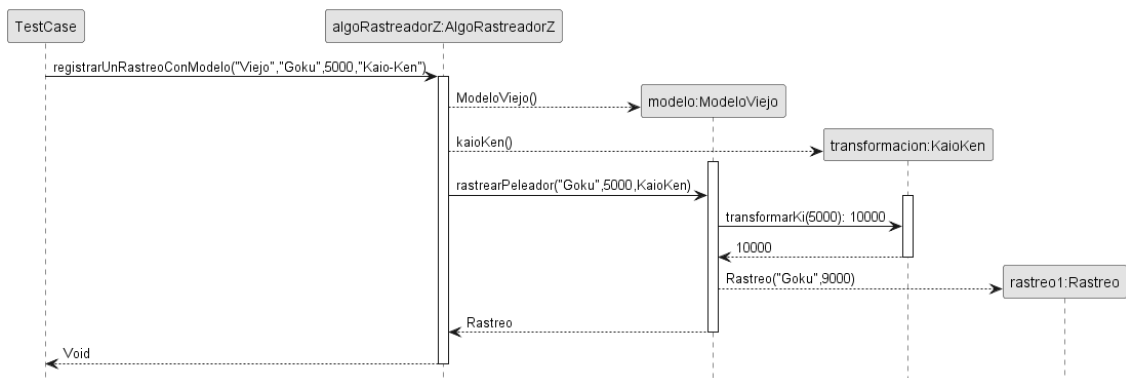 TestCase
algoRastreadorZ:AlgoRastreadorZ
registrarUnRastreoConModelo("Viejo","Goku",5000,"Kaio-Ken")
ModeloViejo()
modelo:ModeloViejo
kaioKen()
transformacion:KaioKen
rastrearPeleador("Goku",5000,KaioKen)
transformarKi(5000): 10000
10000
Rastreo("Goku",9000)
rastreo1:Rastreo
Rastreo
Void